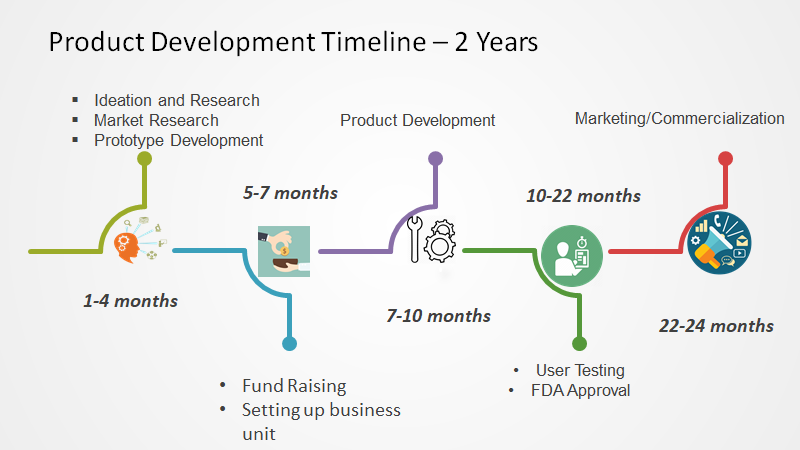 Product Development Timeline – 2 Years
▪ Ideation and Research
▪ Market Research
▪ Prototype Development
Product Development
Marketing/Commercialization
5-7 months
10-22 months
1-4 months
7-10 months
22-24 months
• Fund Raising
• Setting up business
unit
• User Testing
• FDA Approval